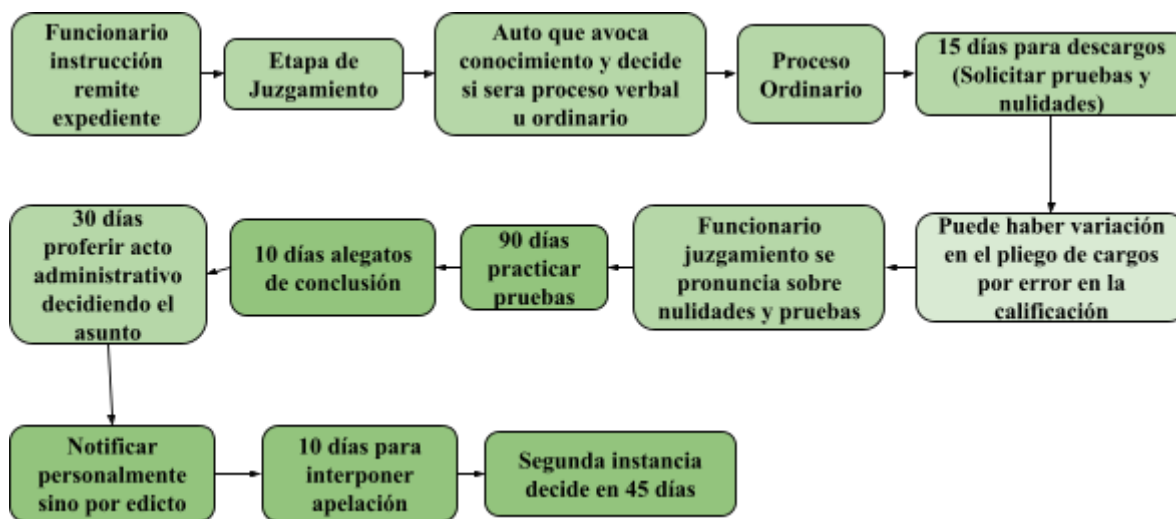 Funcionario
instrucción
remite
expediente
Etapa de
Juzgamiento
Auto que avoca
conocimiento y decide
si sera proceso verbal
u ordinario
Proceso
Ordinario
15 días para descargos
(Solicitar pruebas y
nulidades)
Puede haber variación
en el pliego de cargos
por error en la
calificación
Funcionario
juzgamiento se
pronuncia sobre
nulidades y pruebas
90 días
practicar
pruebas
10 días alegatos
de conclusión
30 días
proferir acto
administrativo
decidiendo el
asunto
Notificar
personalmente
sino por edicto
10 días para
interponer
apelación
Segunda instancia
decide en 45 días